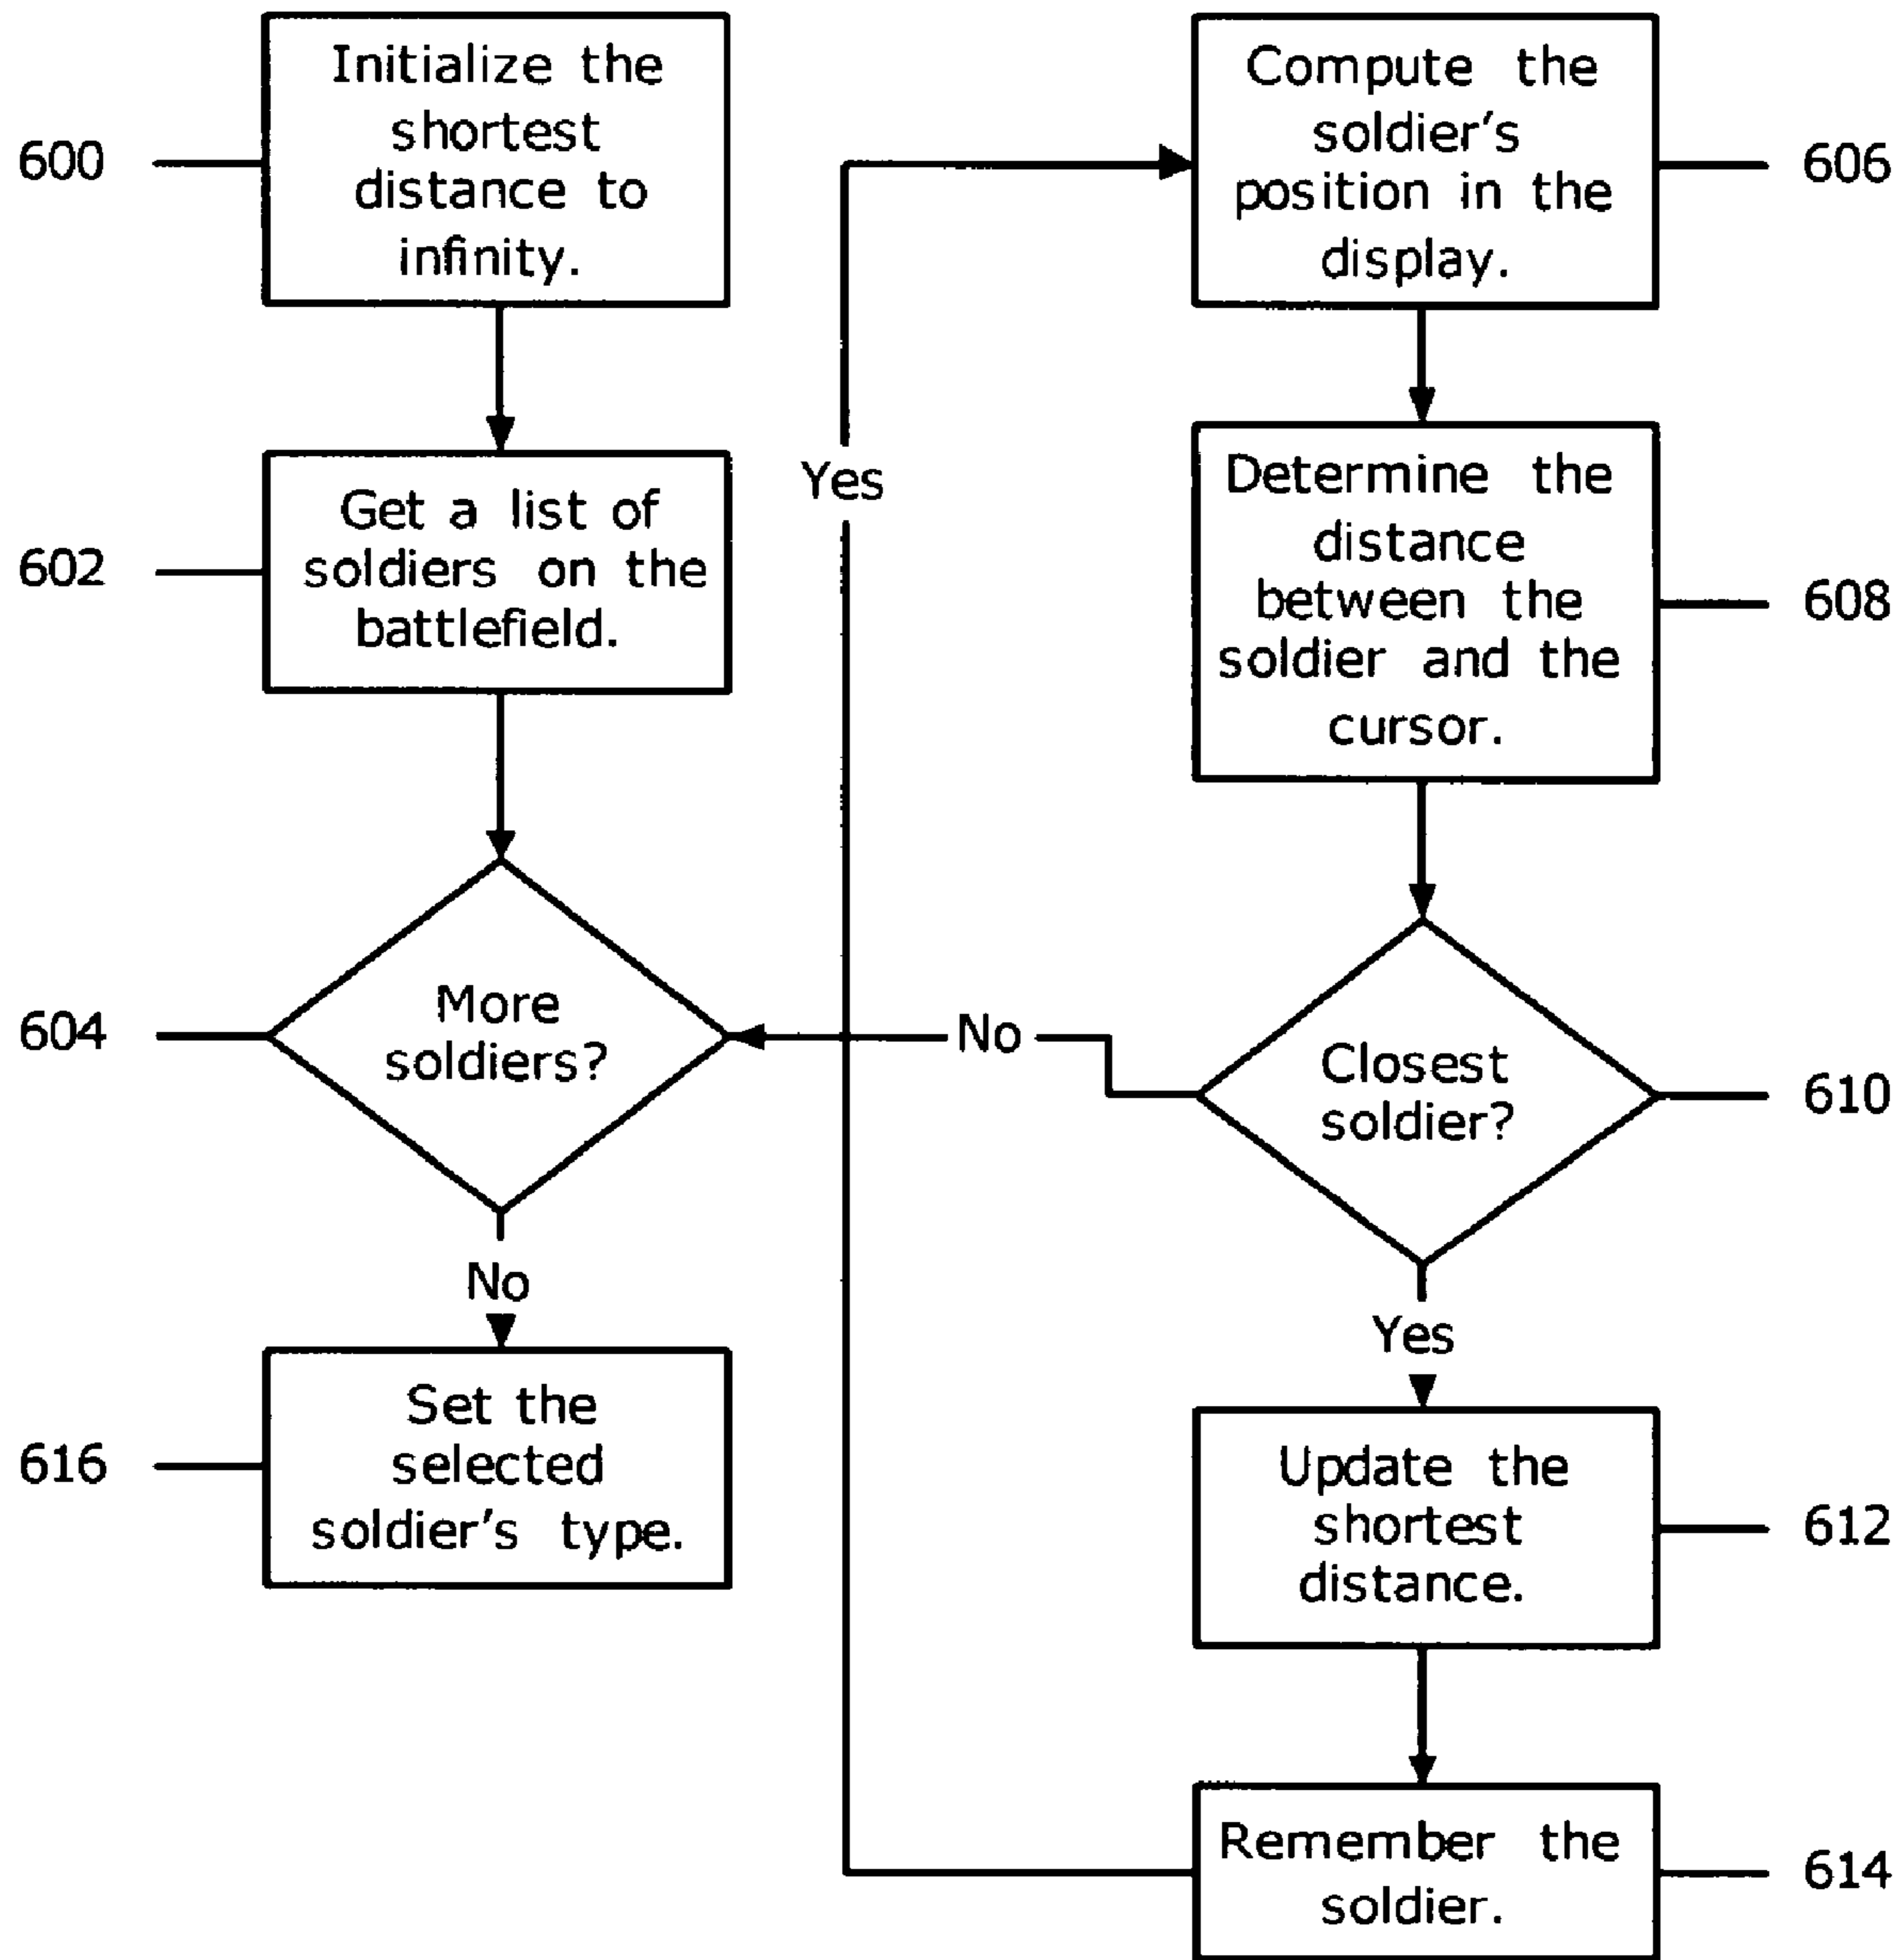 600
Initialize the
shortest
distance to
infinity.
602
Get a list of
soldiers on the
battlefield.
604
More
soldiers?
No
616
Set the
selected
soldier's type.
Yes
Compute the
soldier's
position in the
display.
606
Determine the
distance
between the
soldier and the
cursor.
608
No
Closest
soldier?
610
Yes
Update the
shortest
distance.
612
Remember the
soldier.
614